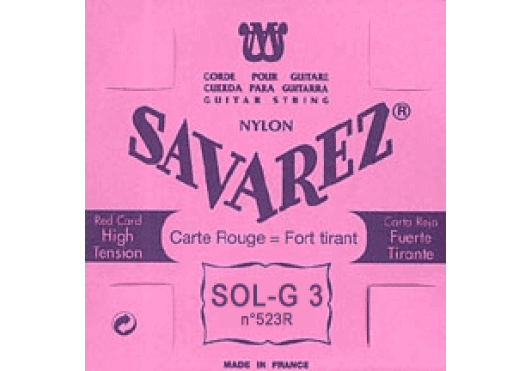 CORDE POUR GUITARE
CUERDA PARA GUITARRA
GUITAR STRING
NYLON
SAVAREZ®
Red Card
High
Tension
Carte Rouge = Fort tirant
Carta Roja
Fuerte
Tirante
SOL-G 3
n°523R
MADE IN FRANCE